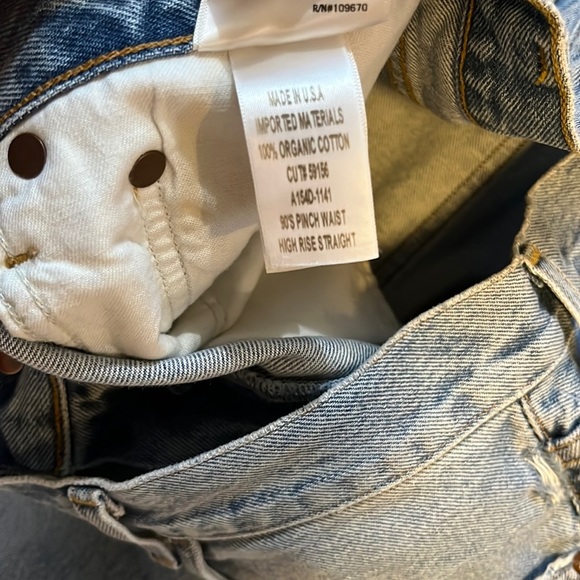 R/N#109670
MADE IN U.S.A
IMPORTED MATERIALS
100% ORGANIC COTTON
CUT# 59156
A154D-1141
90'S PINCH WAIST
HIGH RISE STRAIGHT